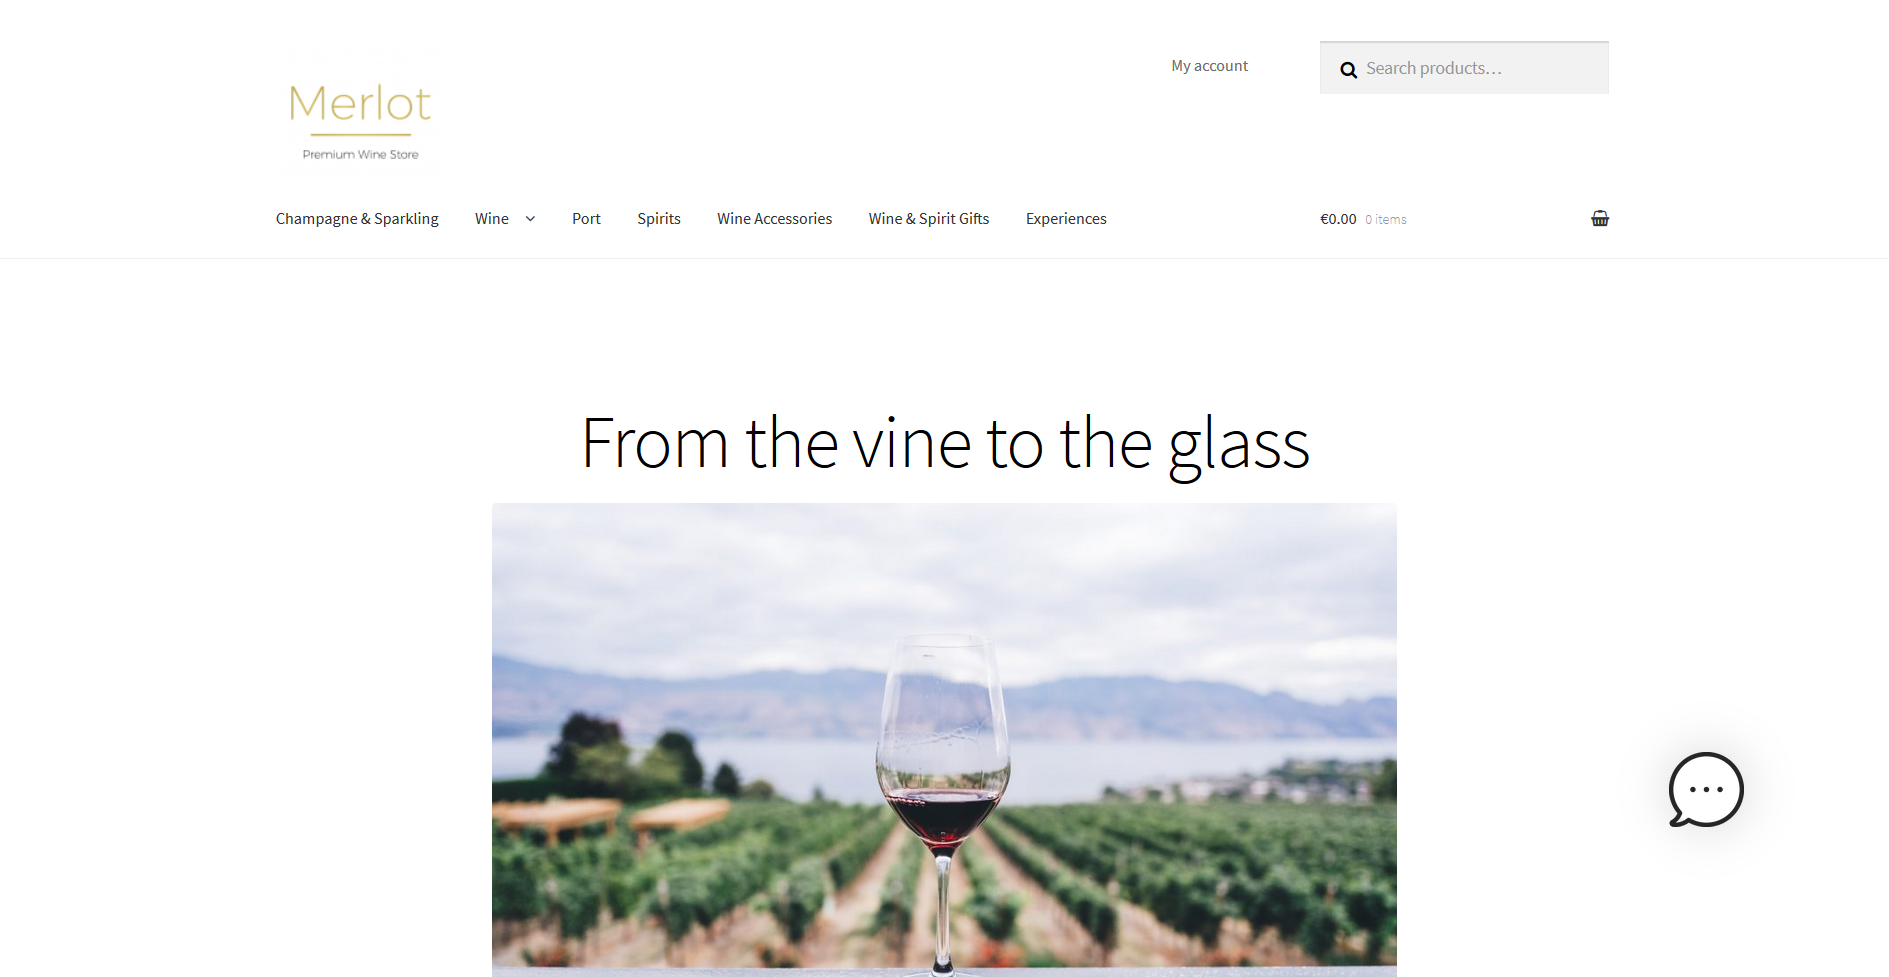 My account
Search products…
Merlot
Premium Wine Store
Champagne & Sparkling
Wine
Port
Spirits
Wine Accessories
Wine & Spirit Gifts
Experiences
€0.00 0 items
From the vine to the glass